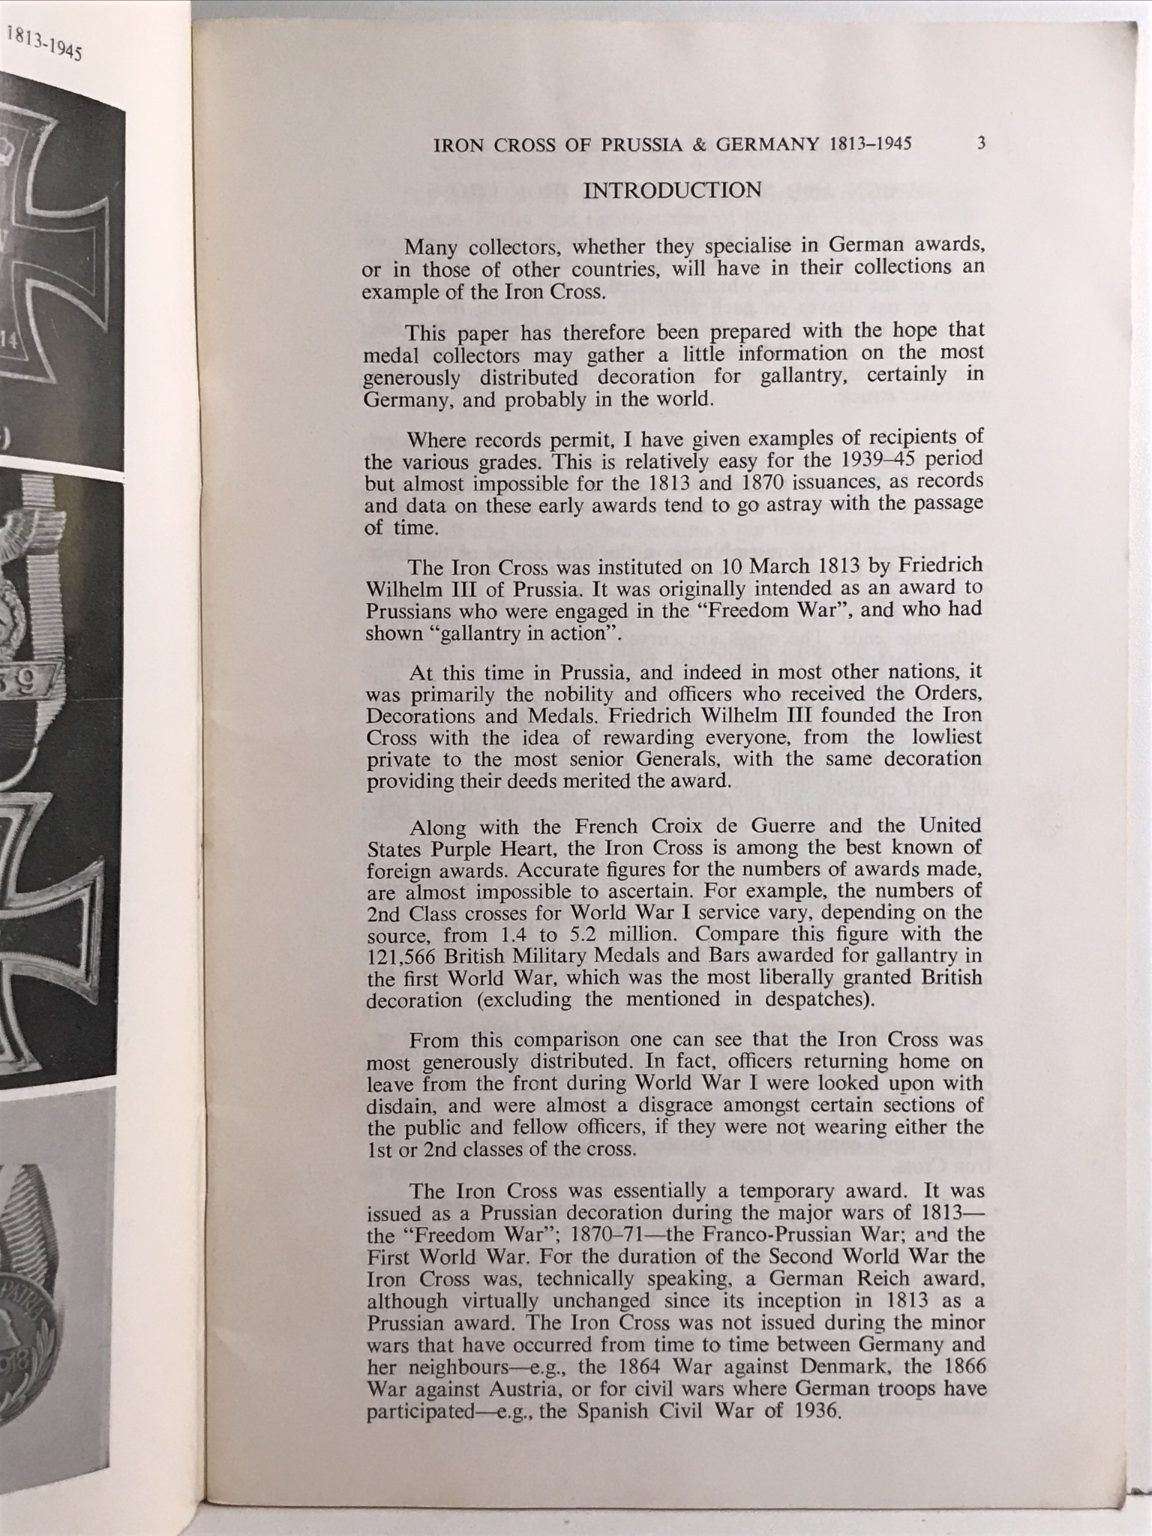 1813-1945
14
39
PATRIA
1918
IRON CROSS OF PRUSSIA & GERMANY 1813–1945 3
INTRODUCTION
Many collectors, whether they specialise in German awards,
or in those of other countries, will have in their collections an
example of the Iron Cross.
This paper has therefore been prepared with the hope that
medal collectors may gather a little information on the most
generously distributed decoration for gallantry, certainly in
Germany, and probably in the world.
Where records permit, I have given examples of recipients of
the various grades. This is relatively easy for the 1939–45 period
but almost impossible for the 1813 and 1870 issuances, as records
and data on these early awards tend to go astray with the passage
of time.
The Iron Cross was instituted on 10 March 1813 by Friedrich
Wilhelm III of Prussia. It was originally intended as an award to
Prussians who were engaged in the “Freedom War”, and who had
shown “gallantry in action”.
At this time in Prussia, and indeed in most other nations, it
was primarily the nobility and officers who received the Orders,
Decorations and Medals. Friedrich Wilhelm III founded the Iron
Cross with the idea of rewarding everyone, from the lowliest
private to the most senior Generals, with the same decoration
providing their deeds merited the award.
Along with the French Croix de Guerre and the United
States Purple Heart, the Iron Cross is among the best known of
foreign awards. Accurate figures for the numbers of awards made,
are almost impossible to ascertain. For example, the numbers of
2nd Class crosses for World War I service vary, depending on the
source, from 1.4 to 5.2 million. Compare this figure with the
121,566 British Military Medals and Bars awarded for gallantry in
the first World War, which was the most liberally granted British
decoration (excluding the mentioned in despatches).
From this comparison one can see that the Iron Cross was
most generously distributed. In fact, officers returning home on
leave from the front during World War I were looked upon with
disdain, and were almost a disgrace amongst certain sections of
the public and fellow officers, if they were not wearing either the
1st or 2nd classes of the cross.
The Iron Cross was essentially a temporary award. It was
issued as a Prussian decoration during the major wars of 1813—
the “Freedom War”; 1870–71—the Franco-Prussian War; and the
First World War. For the duration of the Second World War the
Iron Cross was, technically speaking, a German Reich award,
although virtually unchanged since its inception in 1813 as a
Prussian award. The Iron Cross was not issued during the minor
wars that have occurred from time to time between Germany and
her neighbours—e.g., the 1864 War against Denmark, the 1866
War against Austria, or for civil wars where German troops have
participated—e.g., the Spanish Civil War of 1936.